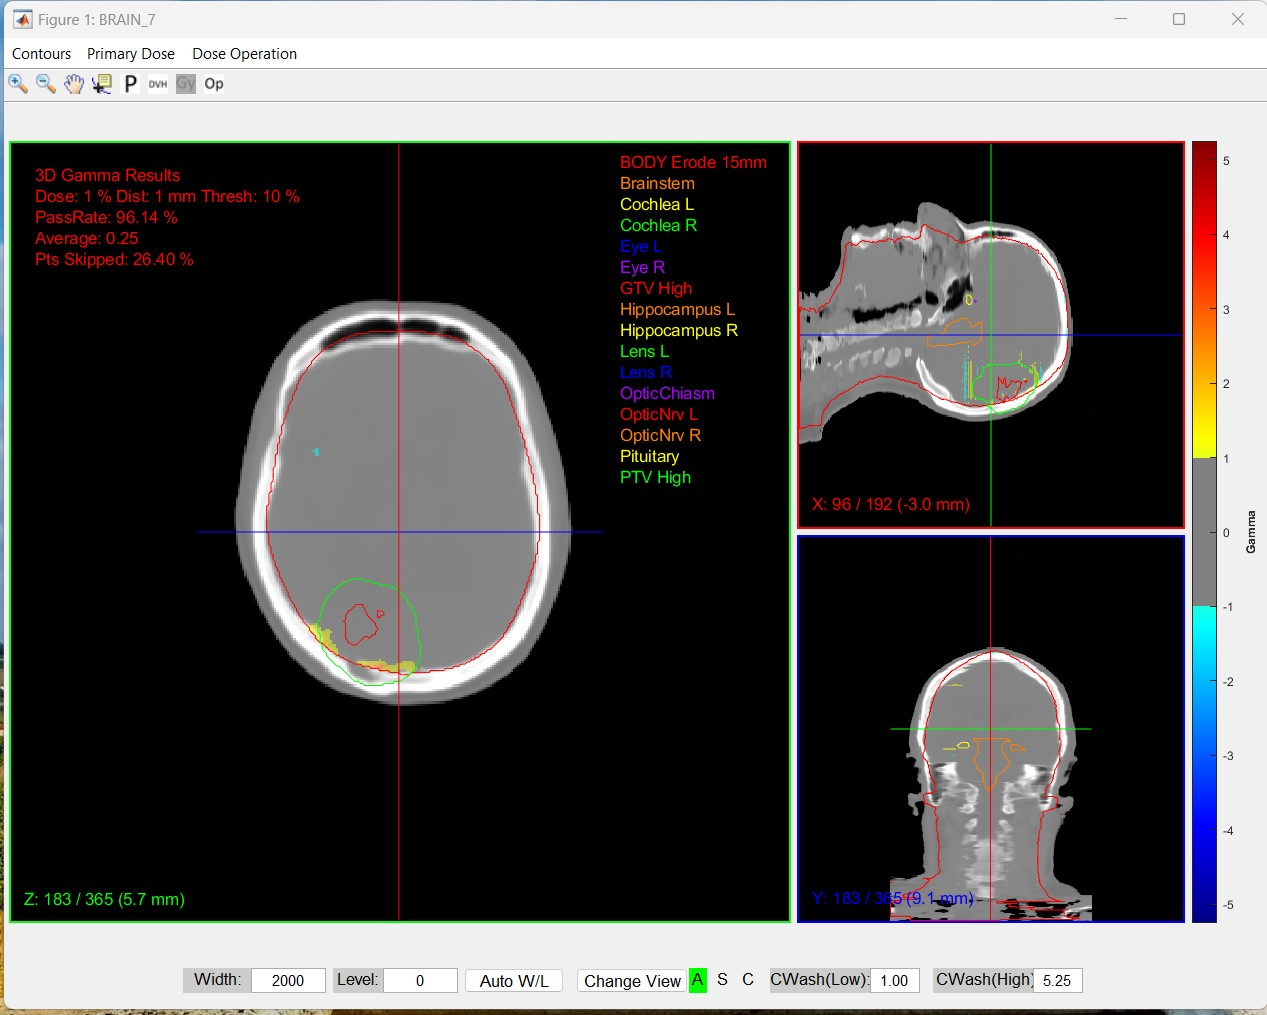 Figure 1: BRAIN_7
Contours Primary Dose Dose Operation
P DVH Gy Op
3D Gamma Results
Dose: 1 % Dist: 1 mm Thresh: 10 %
PassRate: 96.14 %
Average: 0.25
Pts Skipped: 26.40 %
BODY Erode 15mm
Brainstem
Cochlea L
Cochlea R
Eye L
Eye R
GTV High
Hippocampus L
Hippocampus R
Lens L
Lens R
OpticChiasm
OpticNrv L
OpticNrv R
Pituitary
PTV High
Z: 183 / 365 (5.7 mm)
X: 96 / 192 (-3.0 mm)
Y: 183 / 365 (9.1 mm)
5
4
3
2
1
0
-1
-2
-3
-4
-5
Gamma
Width: 2000 Level: 0 Auto W/L Change View A S C CWash(Low): 1.00 CWash(High) 5.25